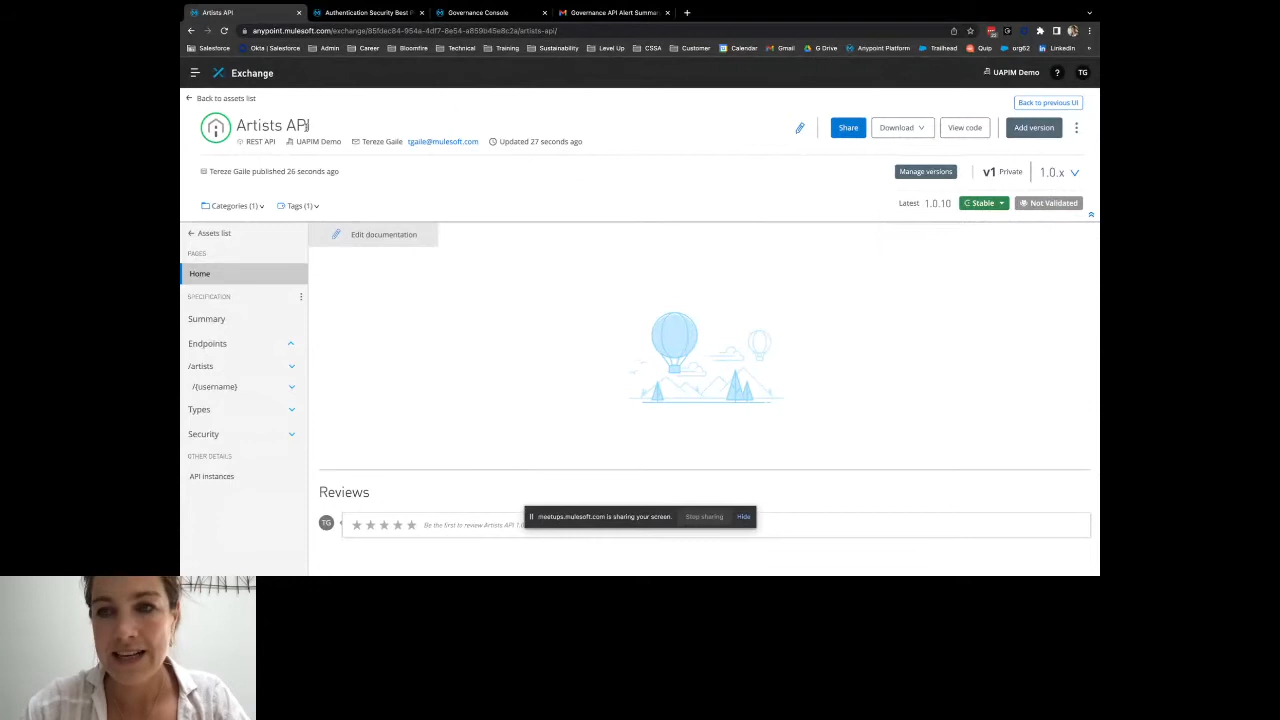 Artists API
Authentication Security Best P
Governance Console
Governance API Alert Summar
anypoint.mulesoft.com/exchange/85fdec84-954a-4df7-8e54-a859b45e8c2a/artists-api/
Salesforce
Okta | Salesforce
Admin
Career
Bloomfire
Technical
Training
Sustainability
Level Up
CSSA
Customer
Calendar
Gmail
G Drive
Anypoint Platform
Trailhead
Quip
org62
LinkedIn
Exchange
UAPIM Demo
?
TG
Back to assets list
Back to previous UI
Artists API
REST API
UAPIM Demo
Tereze Gaile
tgaile@mulesoft.com
Updated 27 seconds ago
Share
Download
View code
Add version
Tereze Gaile published 26 seconds ago
Manage versions
v1 Private
1.0.x
Categories (1)
Tags (1)
Latest 1.0.10
Stable
Not Validated
Assets list
Edit documentation
PAGES
Home
SPECIFICATION
Summary
Endpoints
/artists
/{username}
Types
Security
OTHER DETAILS
API instances
Reviews
TG
Be the first to review Artists API 1.0
meetups.mulesoft.com is sharing your screen.
Stop sharing
Hide